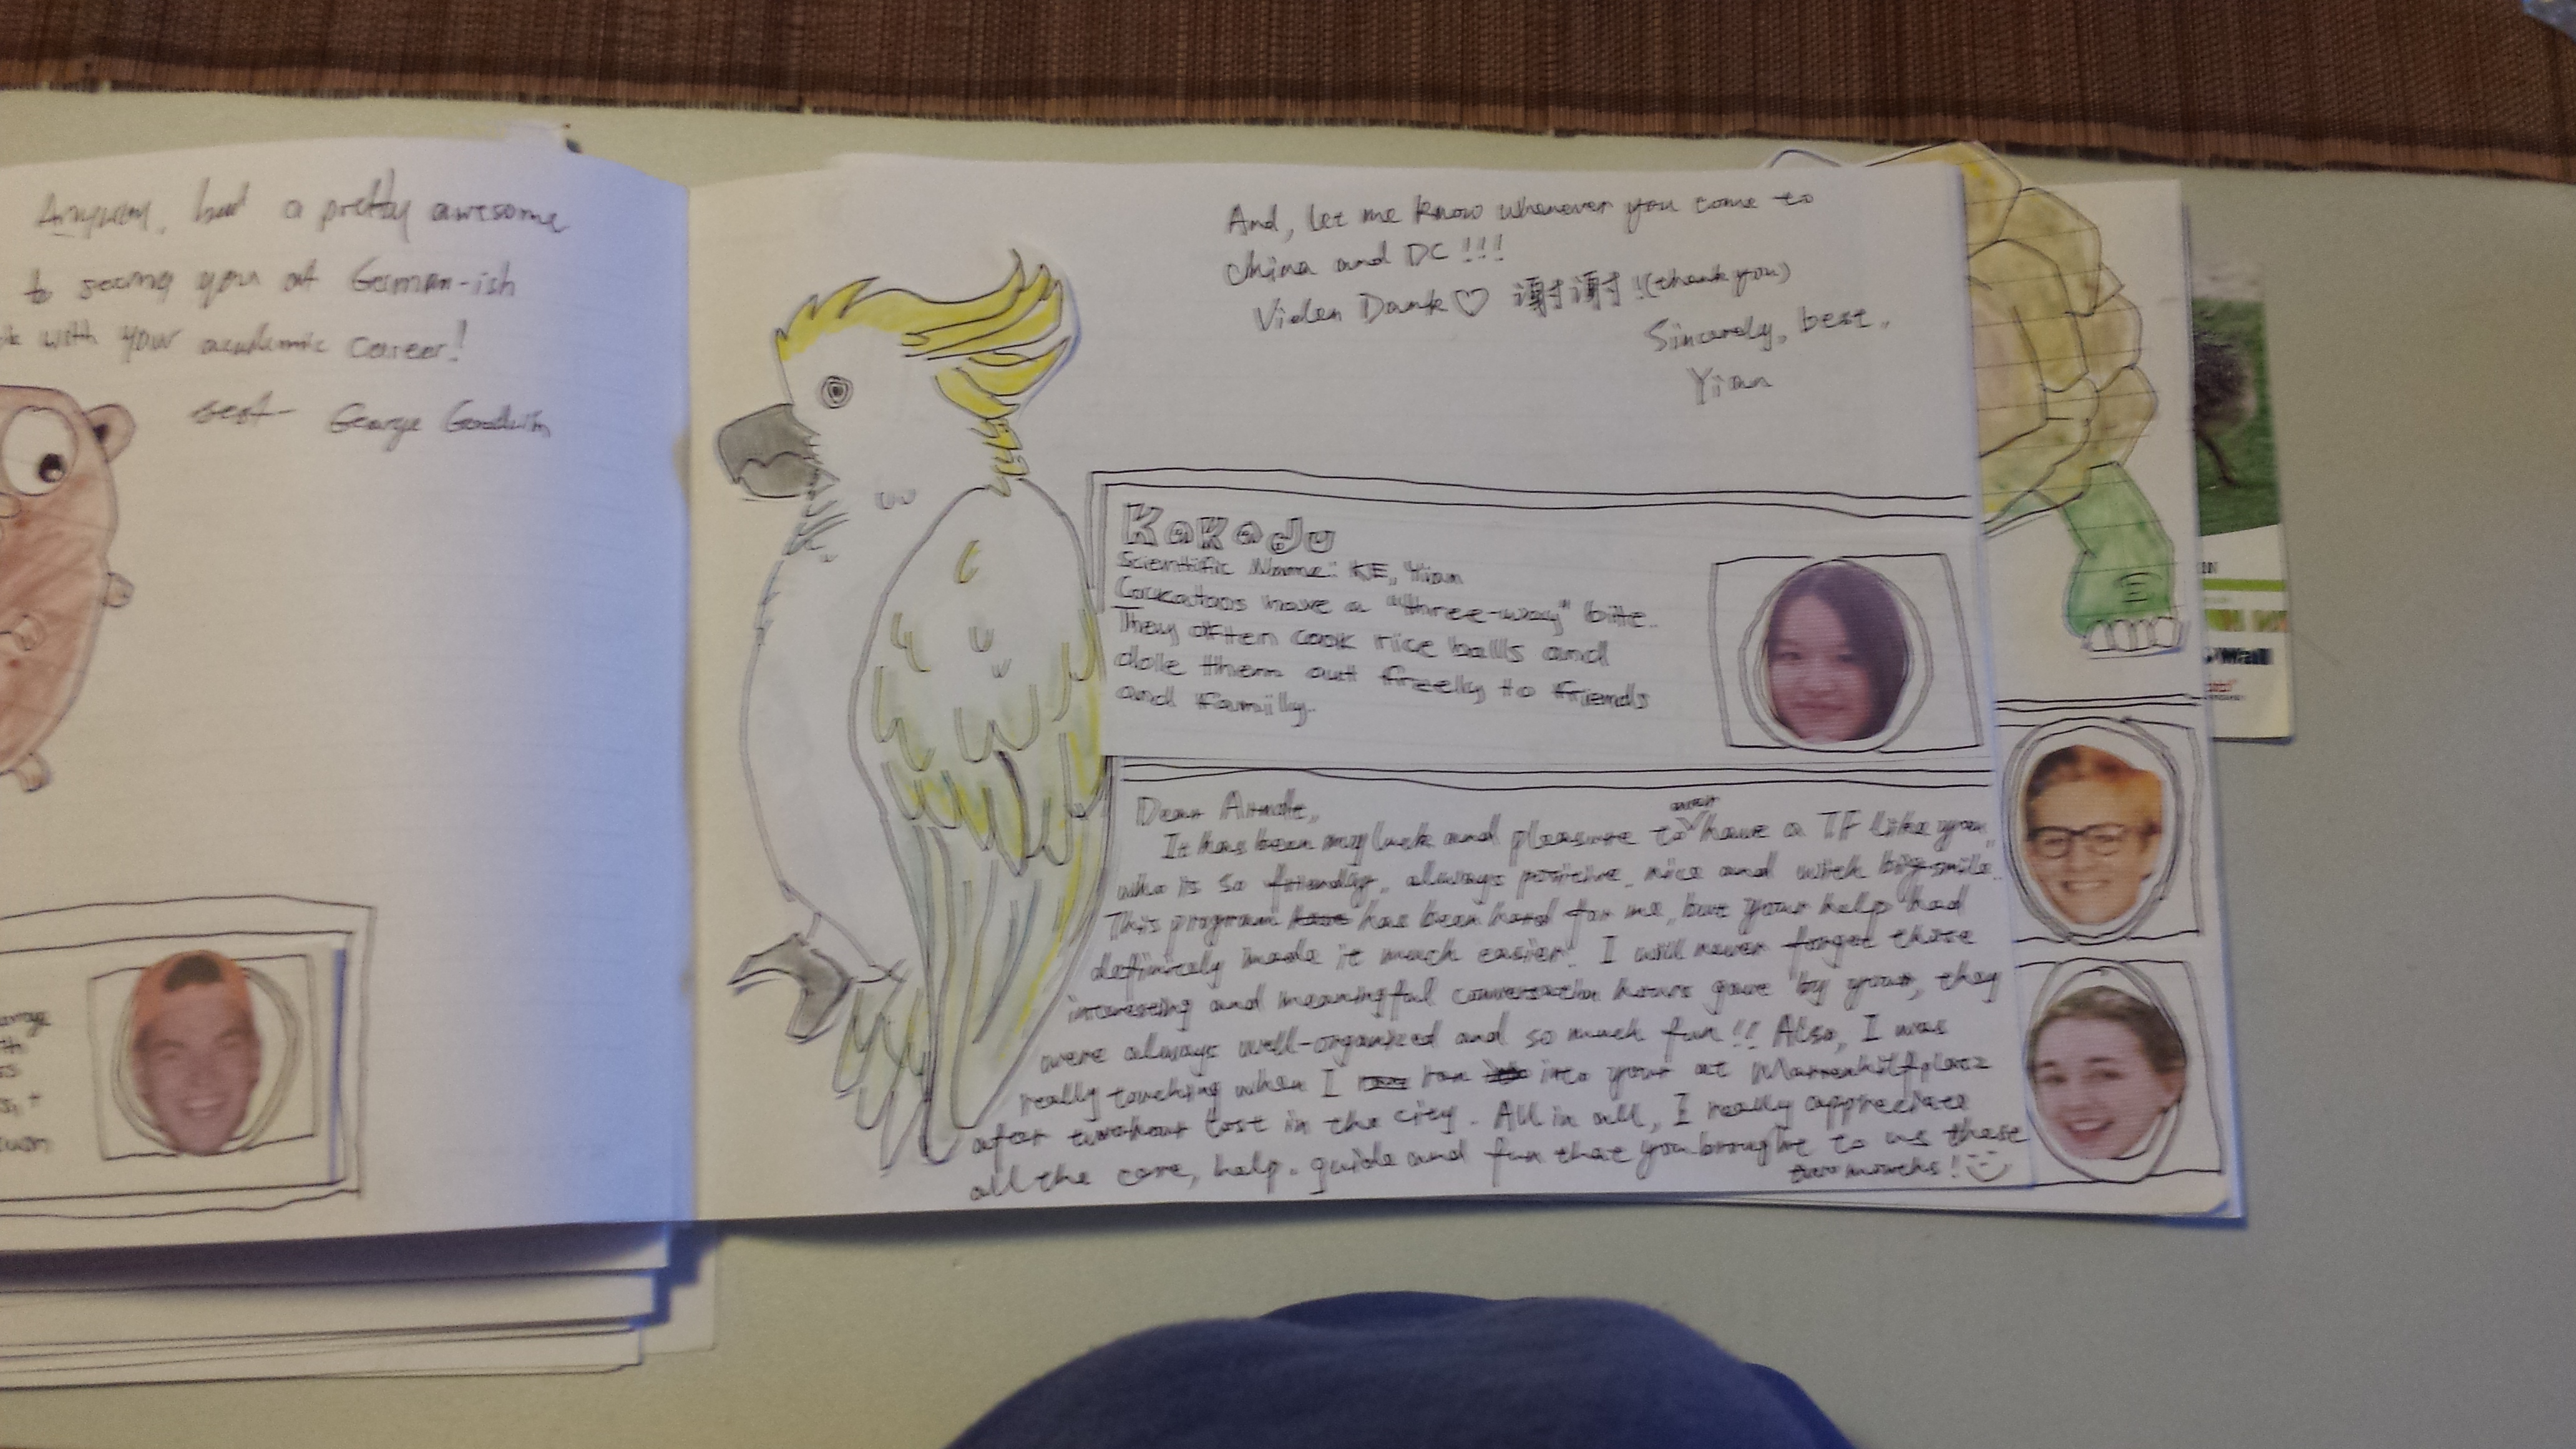 Anyway, had a pretty awesome
to seeing you at German-ish
with your academic career!
Best George Goodwin
And, let me know whenever you come to
China and DC!!!
Vielen Dank♡ 谢谢!(thank you)
Sincerely, best,
Yian
KaKaDu
Scientific Name: KE, Yian
Cockatoos have a "three-way" bite.
They often cook rice balls and
dole them out freely to friends
and family.
Dear
It has been my luck and pleasure to ever have a TF like you,
who is so friendly, always positive, nice and with big smile.
This program has been hard for me, but your help had
definitely made it much easier. I will never forget those
interesting and meaningful conversation hours gave by your, they
were always well-organized and so much fun!! Also, I was
really touching when I ran into your at
after lost in the city. All in all, I really appreciate
all the care, help, guide and fun that you brought to us these
two months!